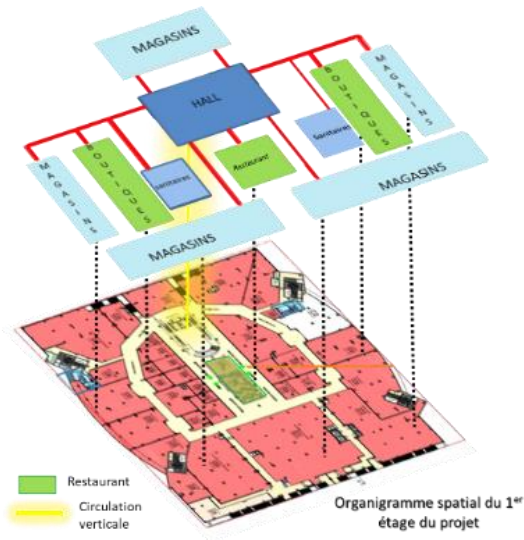 MAGASINS
HALL
BOUTIQUES
MAGASINS
MAGASINS
BOUTIQUES
Sanitaires
Restaurant
Sanitaires
MAGASINS
MAGASINS
Restaurant
Circulation
verticale
Organigramme spatial du 1er
étage du projet